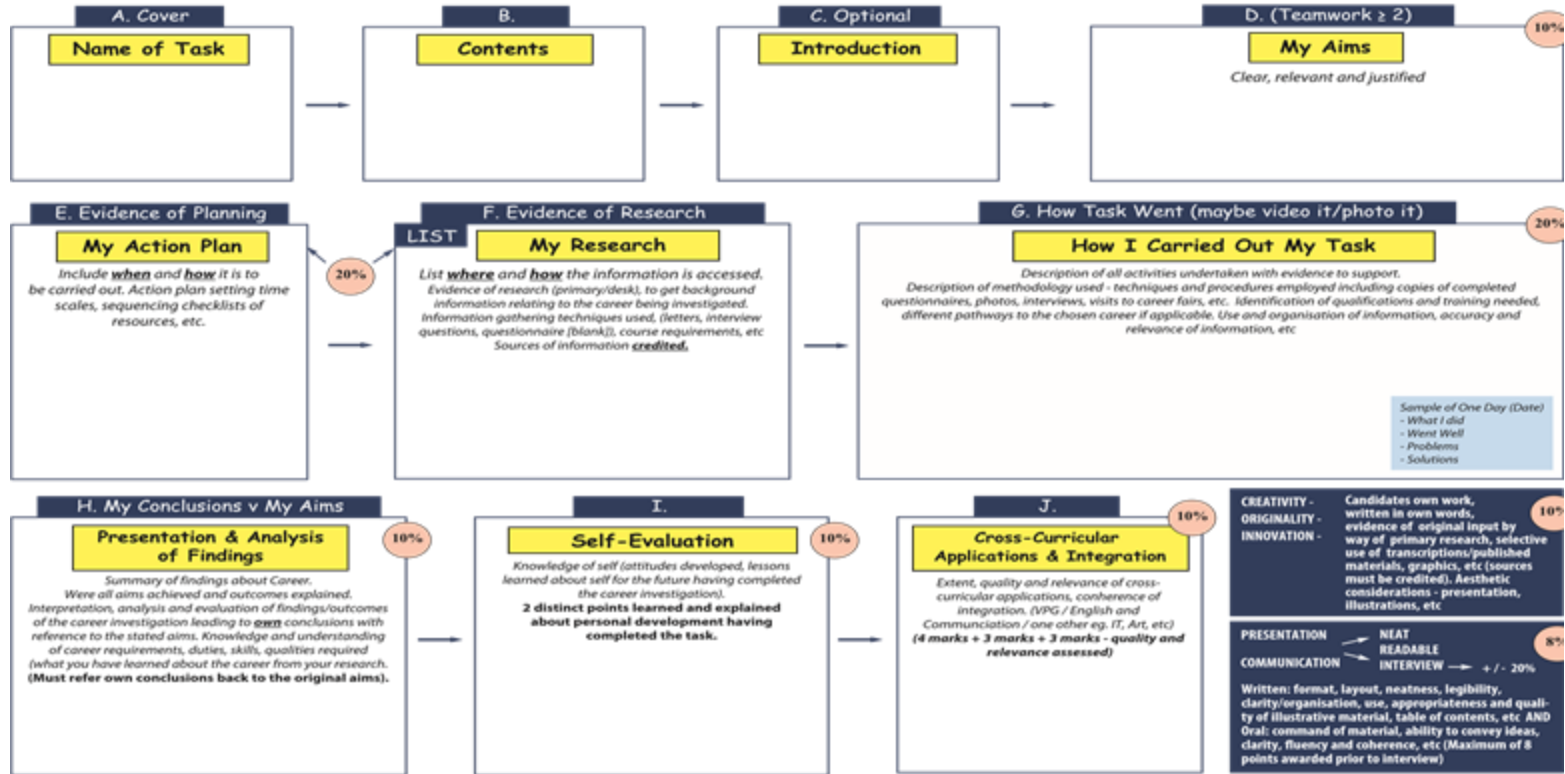 A. Cover
Name of Task
B.
Contents
C. Optional
Introduction
D. (Teamwork ≥ 2)
10%
My Aims
Clear, relevant and justified
E. Evidence of Planning
My Action Plan
Include when and how it is to
be carried out. Action plan setting time
scales, sequencing checklists of
resources, etc.
20%
F. Evidence of Research
LIST
My Research
List where and how the information is accessed.
Evidence of research (primary/desk), to get background
information relating to the career being investigated.
Information gathering techniques used, (letters, interview
questions, questionnaire [blank]), course requirements, etc
Sources of information credited.
G. How Task Went (maybe video it/photo it)
20%
How I Carried Out My Task
Description of all activities undertaken with evidence to support.
Description of methodology used - techniques and procedures employed including copies of completed
questionnaires, photos, interviews, visits to career fairs, etc. Identification of qualifications and training needed,
different pathways to the chosen career if applicable. Use and organisation of information, accuracy and
relevance of information, etc
Sample of One Day (Date)
- What I did
- Went Well
- Problems
- Solutions
H. My Conclusions v My Aims
10%
Presentation & Analysis
of Findings
Summary of findings about Career.
Were all aims achieved and outcomes explained.
Interpretation, analysis and evaluation of findings/outcomes
of the career investigation leading to own conclusions with
reference to the stated aims. Knowledge and understanding
of career requirements, duties, skills, qualities required
(what you have learned about the career from your research.
(Must refer own conclusions back to the original aims).
I.
10%
Self-Evaluation
Knowledge of self (attitudes developed, lessons
learned about self for the future having completed
the career investigation).
2 distinct points learned and explained
about personal development having
completed the task.
J.
10%
Cross-Curricular
Applications & Integration
Extent, quality and relevance of cross-
curricular applications, conherence of
integration. (VPG / English and
Communciation / one other eg. IT, Art, etc)
(4 marks + 3 marks + 3 marks - quality and
relevance assessed)
CREATIVITY -
ORIGINALITY -
INNOVATION -
Candidates own work,
written in own words,
evidence of original input by
way of primary research, selective
use of transcriptions/published
materials, graphics, etc (sources
must be credited). Aesthetic
considerations - presentation,
illustrations, etc
10%
PRESENTATION
COMMUNICATION
NEAT
READABLE
INTERVIEW
+ / - 20%
8%
Written: format, layout, neatness, legibility,
clarity/organisation, use, appropriateness and quali-
ty of illustrative material, table of contents, etc AND
Oral: command of material, ability to convey ideas,
clarity, fluency and coherence, etc (Maximum of 8
points awarded prior to interview)